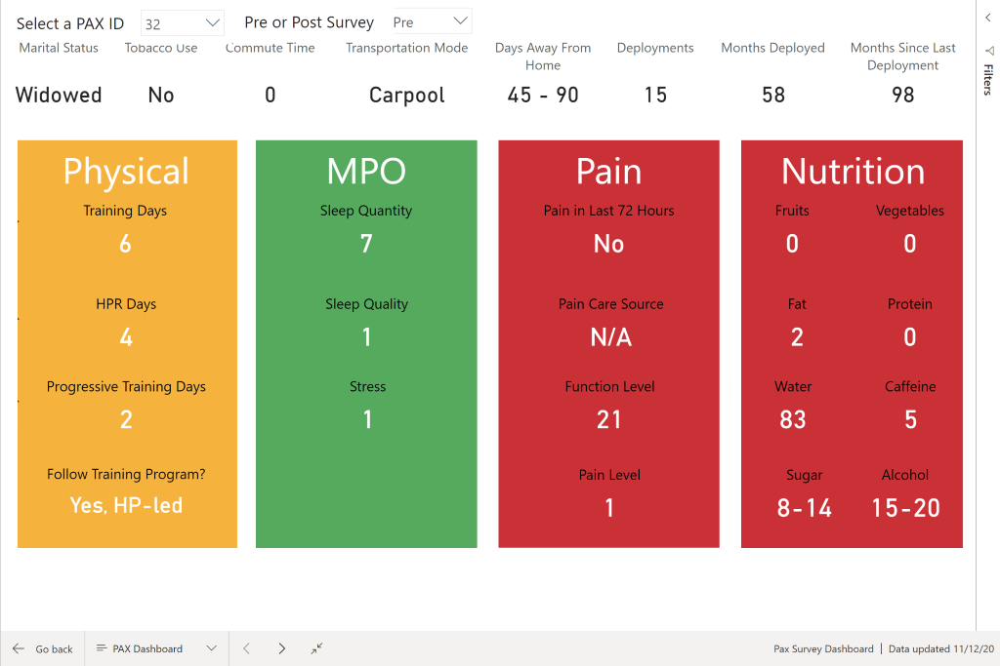 Select a PAX ID 32 Pre or Post Survey Pre
Marital Status Tobacco Use Commute Time Transportation Mode Days Away From Home Deployments Months Deployed Months Since Last Deployment
Widowed No 0 Carpool 45 - 90 15 58 98
Filters
Physical
Training Days
6
HPR Days
4
Progressive Training Days
2
Follow Training Program?
Yes, HP-led
MPO
Sleep Quantity
7
Sleep Quality
1
Stress
1
Pain
Pain in Last 72 Hours
No
Pain Care Source
N/A
Function Level
21
Pain Level
1
Nutrition
Fruits Vegetables
0 0
Fat Protein
2 0
Water Caffeine
83 5
Sugar Alcohol
8-14 15-20
Go back PAX Dashboard Pax Survey Dashboard | Data updated 11/12/20